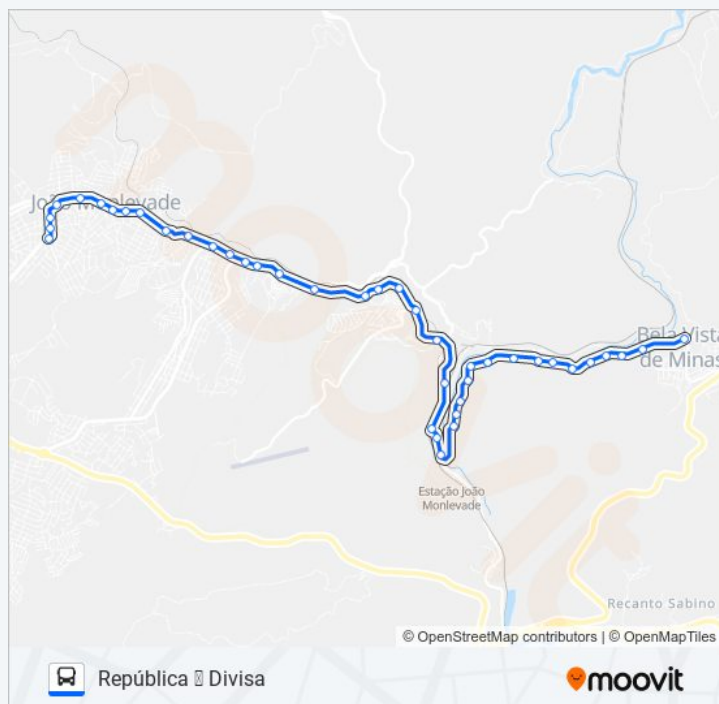 João Monlevade
Bela Vista
de Minas
Estação João
Monlevade
Recanto Sabino
© OpenStreetMap contributors | © OpenMapTiles
República ▯ Divisa
moovit